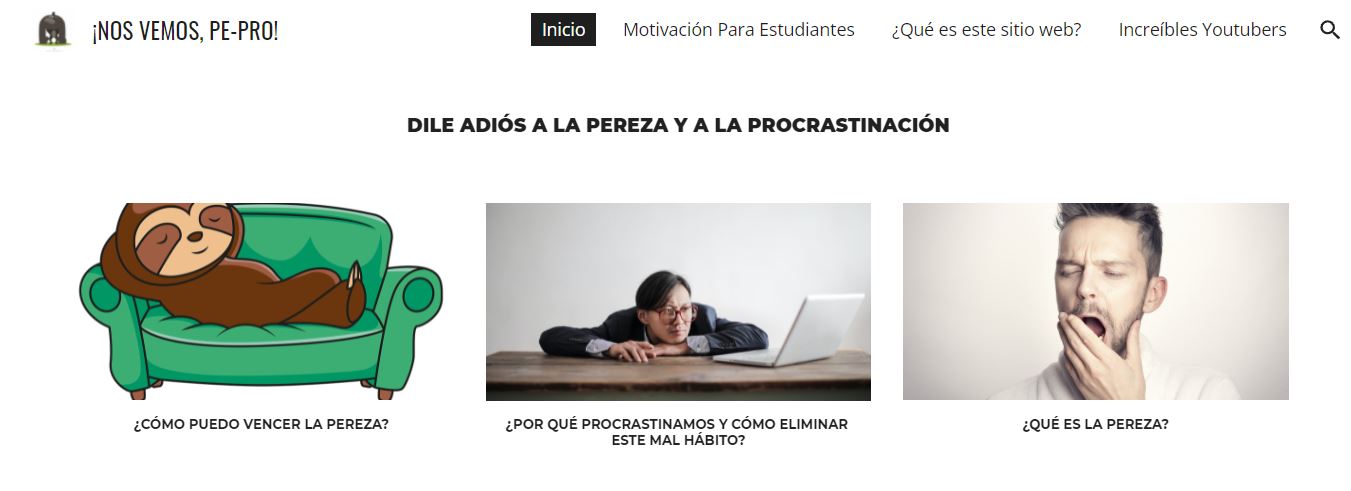 ¡NOS VEMOS, PE-PRO!
Inicio
Motivación Para Estudiantes
¿Qué es este sitio web?
Increíbles Youtubers
DILE ADIÓS A LA PEREZA Y A LA PROCRASTINACIÓN
¿CÓMO PUEDO VENCER LA PEREZA?
¿POR QUÉ PROCRASTINAMOS Y CÓMO ELIMINAR
ESTE MAL HÁBITO?
¿QUÉ ES LA PEREZA?